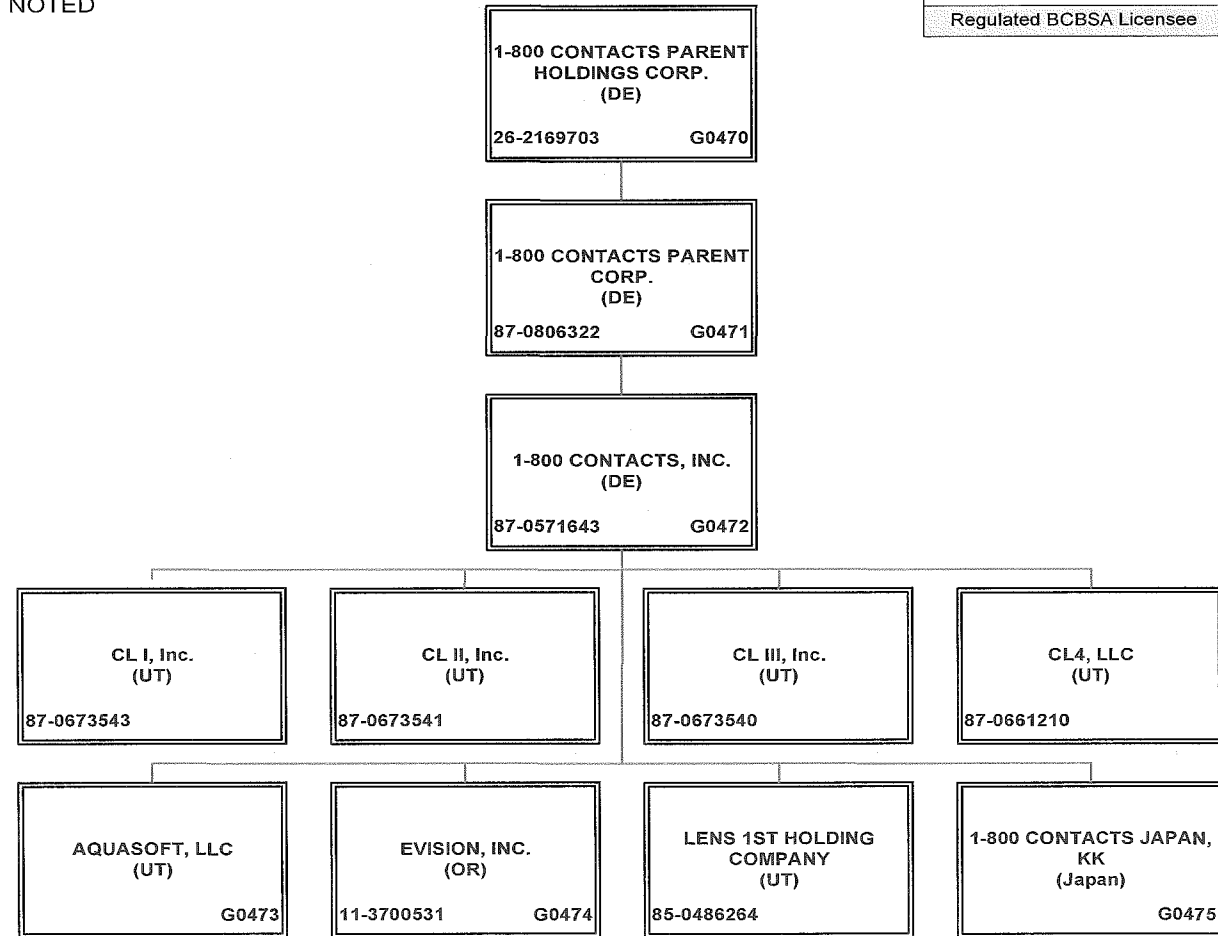 NOTED
Regulated BCBSA Licensee
1-800 CONTACTS PARENT
HOLDINGS CORP.
(DE)
26-2169703 G0470
1-800 CONTACTS PARENT
CORP.
(DE)
87-0806322 G0471
1-800 CONTACTS, INC.
(DE)
87-0571643 G0472
CL I, Inc.
(UT)
87-0673543
CL II, Inc.
(UT)
87-0673541
CL III, Inc.
(UT)
87-0673540
CL4, LLC
(UT)
87-0661210
AQUASOFT, LLC
(UT)
G0473
EVISION, INC.
(OR)
11-3700531 G0474
LENS 1ST HOLDING
COMPANY
(UT)
85-0486264
1-800 CONTACTS JAPAN,
KK
(Japan)
G0475